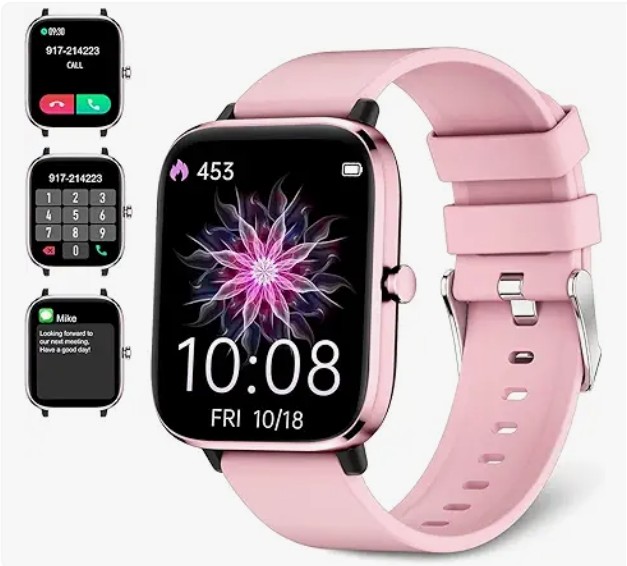 09:30
917-214223
CALL
917-214223
1 2 3
4 5 6
7 8 9
0
Mike
Looking forward to
our next meeting,
Have a good day!
453
10:08
FRI 10/18